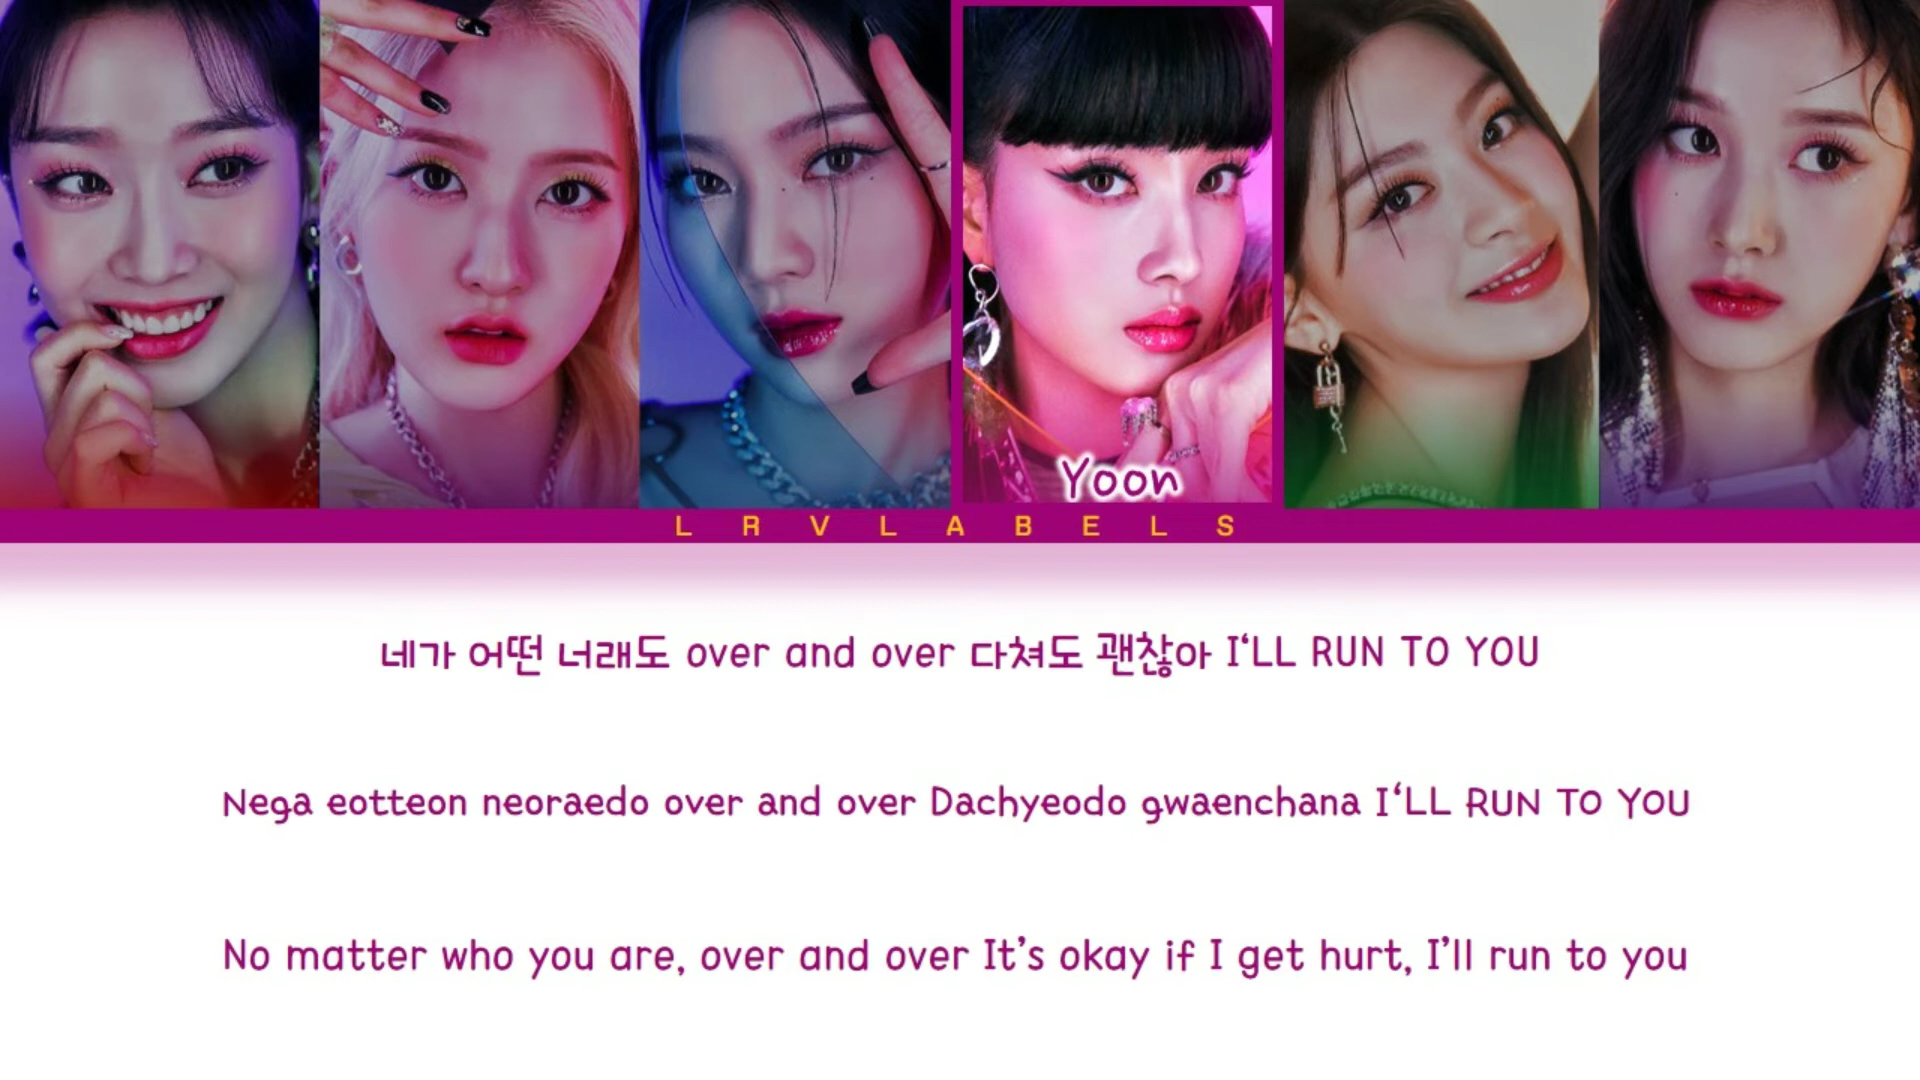 Yoon
LRVLABELS
네가 어떤 너래도 over and over 다쳐도 괜찮아 I‘LL RUN TO YOU
Nega eotteon neoraedo over and over Dachyeodo gwaenchana I‘LL RUN TO YOU
No matter who you are, over and over It’s okay if I get hurt, I’ll run to you